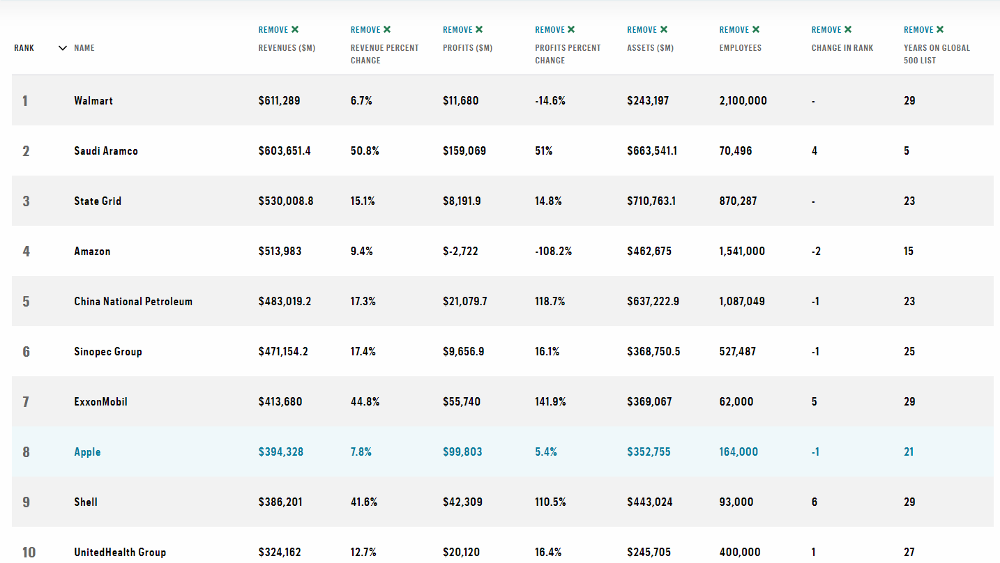 REMOVE ✕ REMOVE ✕ REMOVE ✕ REMOVE ✕ REMOVE ✕ REMOVE ✕ REMOVE ✕ REMOVE ✕
RANK NAME REVENUES ($M) REVENUE PERCENT CHANGE PROFITS ($M) PROFITS PERCENT CHANGE ASSETS ($M) EMPLOYEES CHANGE IN RANK YEARS ON GLOBAL 500 LIST
1 Walmart $611,289 6.7% $11,680 -14.6% $243,197 2,100,000 - 29
2 Saudi Aramco $603,651.4 50.8% $159,069 51% $663,541.1 70,496 4 5
3 State Grid $530,008.8 15.1% $8,191.9 14.8% $710,763.1 870,287 - 23
4 Amazon $513,983 9.4% $-2,722 -108.2% $462,675 1,541,000 -2 15
5 China National Petroleum $483,019.2 17.3% $21,079.7 118.7% $637,222.9 1,087,049 -1 23
6 Sinopec Group $471,154.2 17.4% $9,656.9 16.1% $368,750.5 527,487 -1 25
7 ExxonMobil $413,680 44.8% $55,740 141.9% $369,067 62,000 5 29
8 Apple $394,328 7.8% $99,803 5.4% $352,755 164,000 -1 21
9 Shell $386,201 41.6% $42,309 110.5% $443,024 93,000 6 29
10 UnitedHealth Group $324,162 12.7% $20,120 16.4% $245,705 400,000 1 27